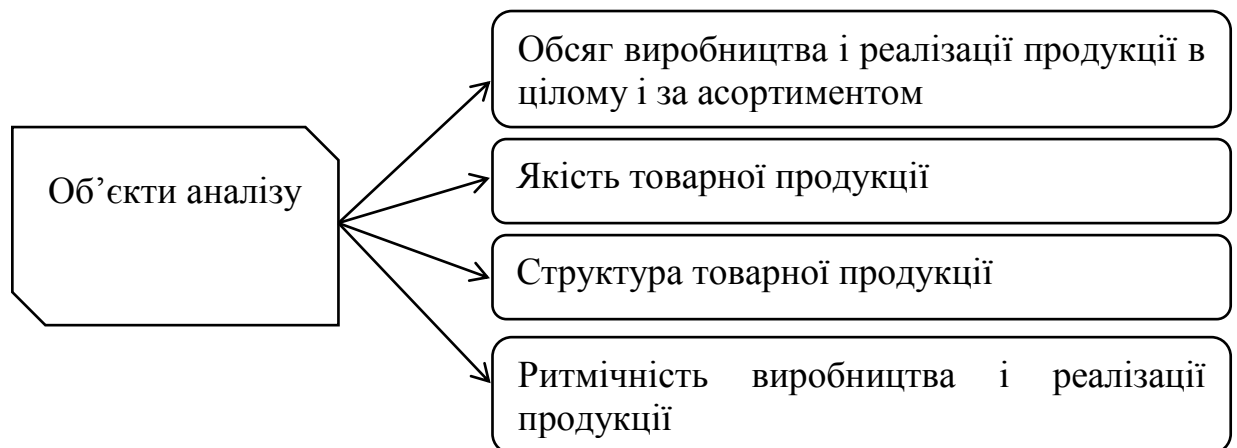 Обсяг виробництва і реалізації продукції в
цілому і за асортиментом
Об’єкти аналізу
Якість товарної продукції
Структура товарної продукції
Ритмічність виробництва і реалізації
продукції